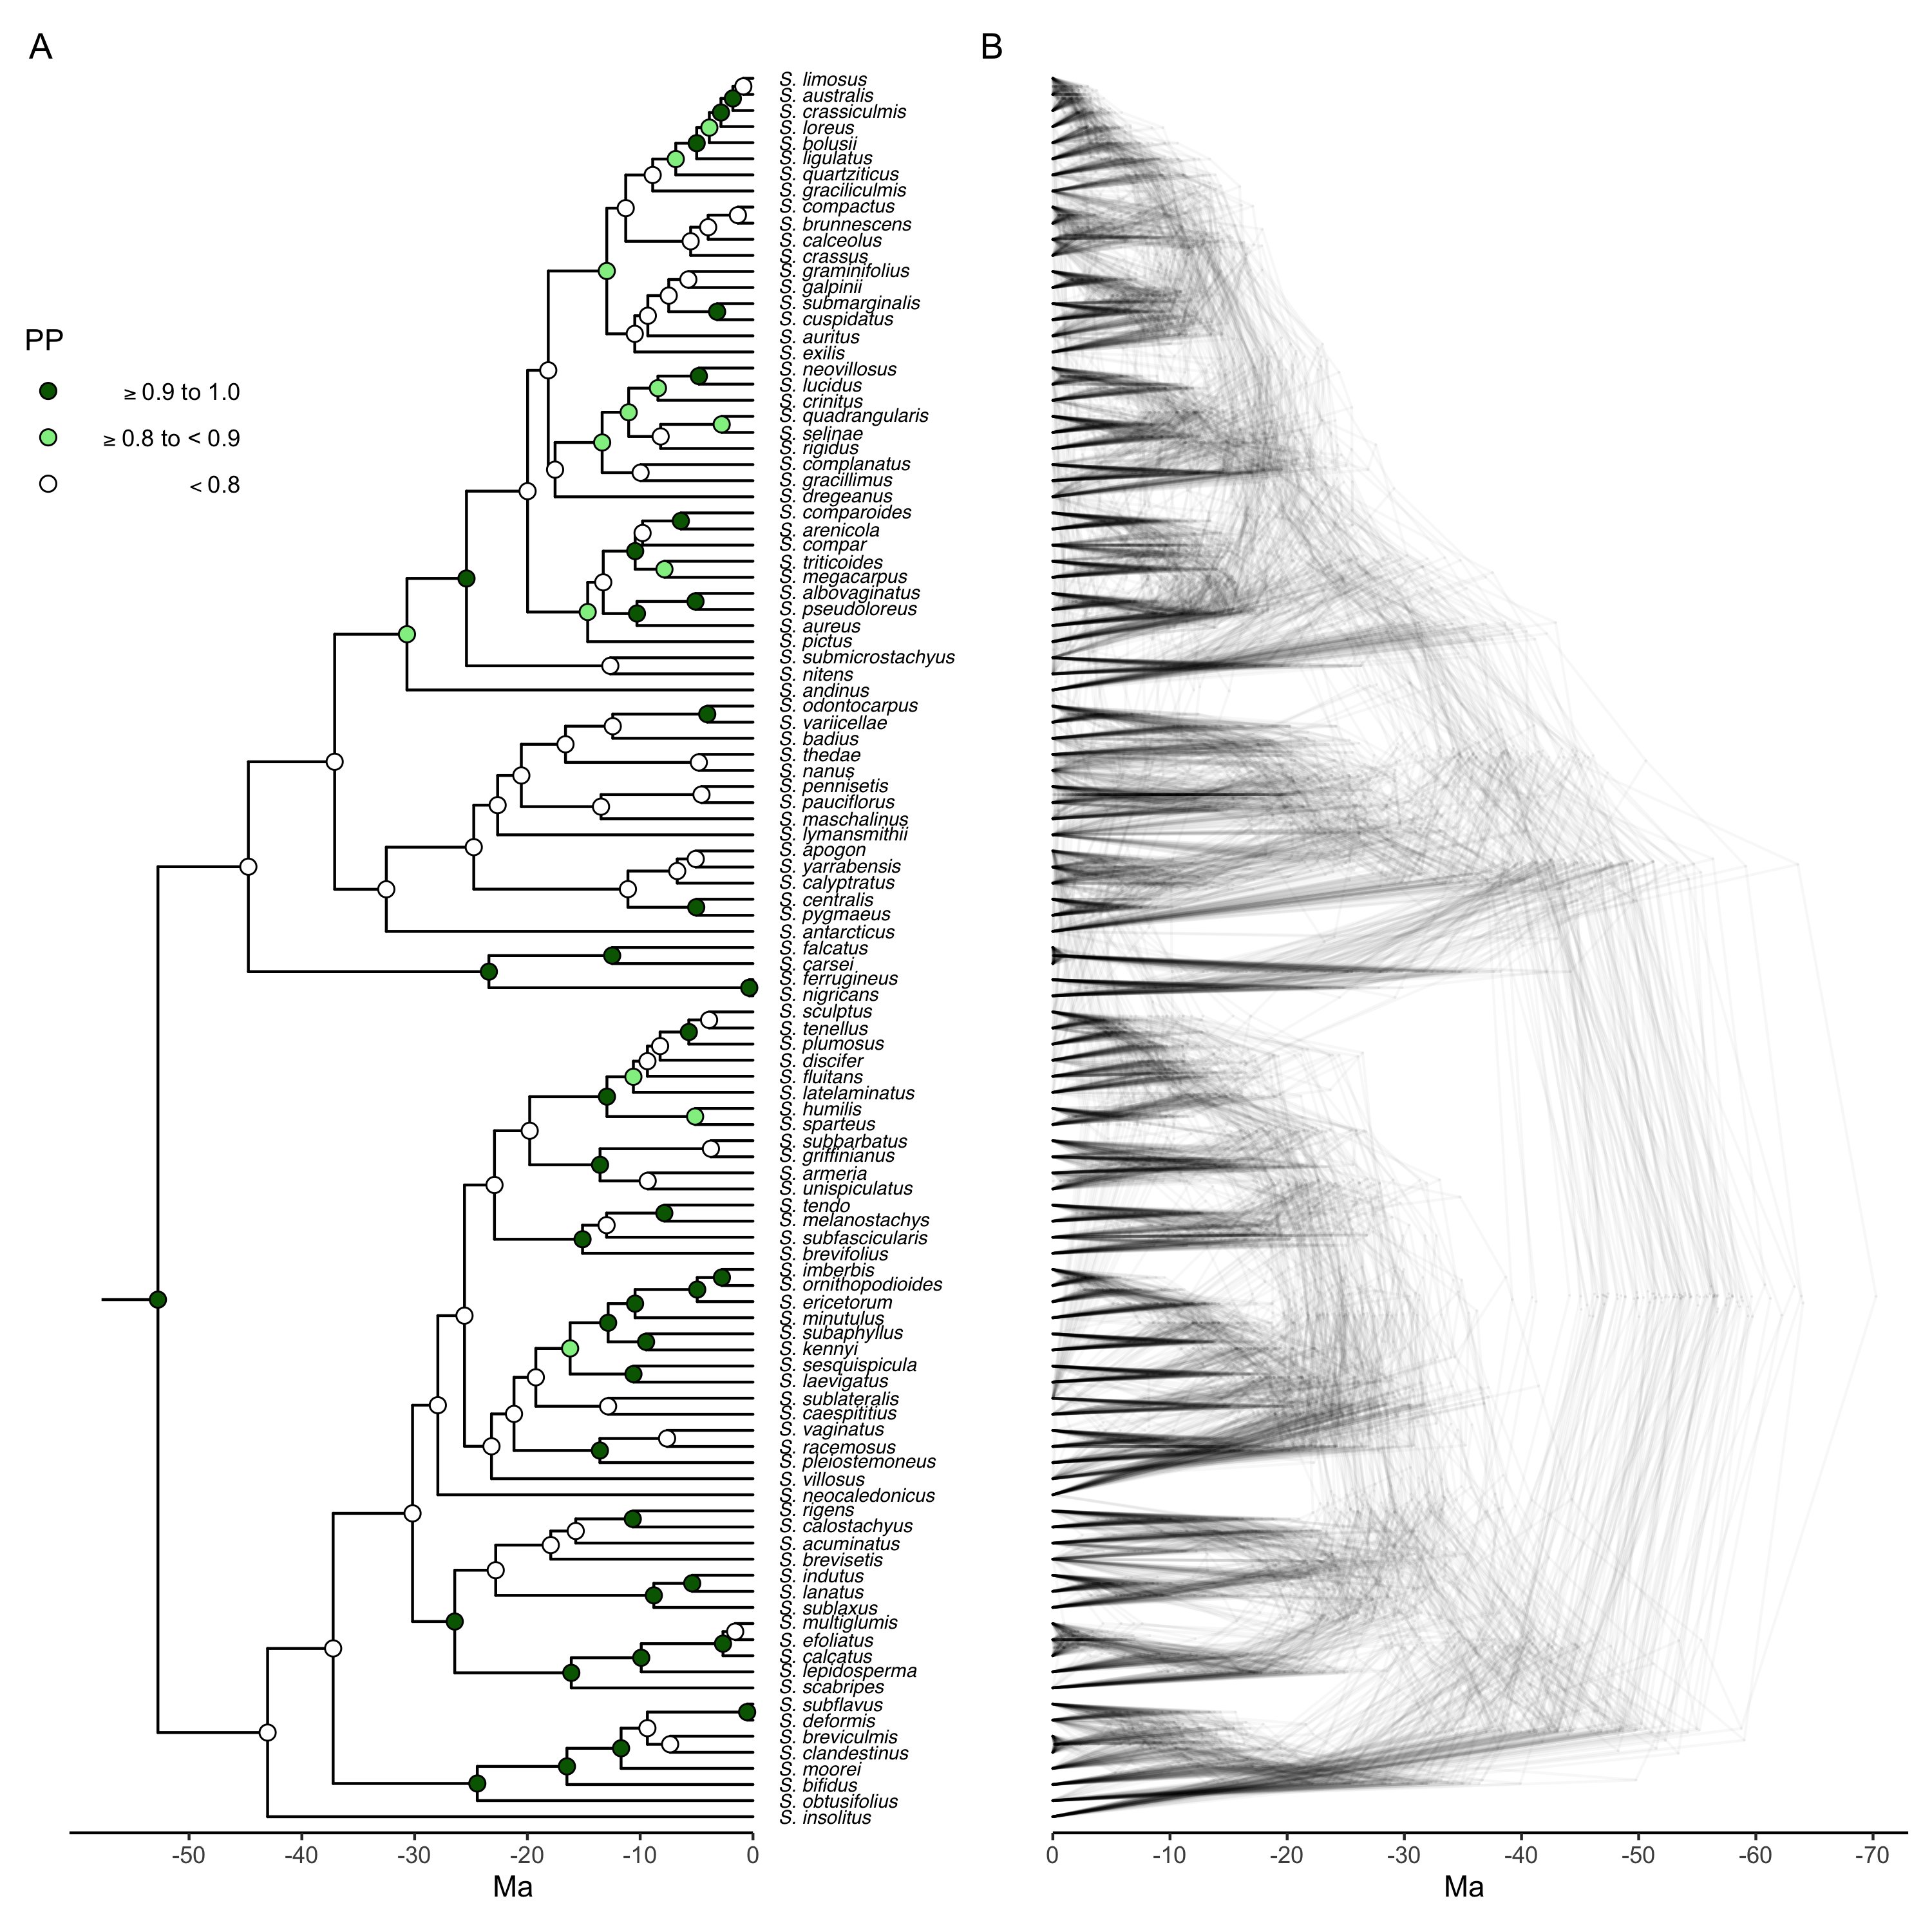 A
B
S. limosus
S. australis
S. crassiculmis
S. loreus
S. bolusii
S. ligulatus
S. quartziticus
S. graciliculmis
S. compactus
S. brunnescens
S. calceolus
S. crassus
S. graminifolius
S. galpinii
S. submarginalis
S. cuspidatus
S. auritus
S. exilis
S. neovillosus
S. lucidus
S. crinitus
S. quadrangularis
S. selinae
S. rigidus
S. complanatus
S. gracillimus
S. dregeanus
S. comparoides
S. arenicola
S. compar
S. triticoides
S. megacarpus
S. albovaginatus
S. pseudoloreus
S. aureus
S. pictus
S. submicrostachyus
S. nitens
S. andinus
S. odontocarpus
S. variicellae
S. badius
S. thedae
S. nanus
S. pennisetis
S. pauciflorus
S. maschalinus
S. lymansmithii
S. apogon
S. yarrabensis
S. calyptratus
S. centralis
S. pygmaeus
S. antarcticus
S. falcatus
S. carsei
S. ferrugineus
S. nigricans
S. sculptus
S. tenellus
S. plumosus
S. discifer
S. fluitans
S. latelaminatus
S. humilis
S. sparteus
S. subbarbatus
S. griffinianus
S. armeria
S. unispiculatus
S. tendo
S. melanostachys
S. subfascicularis
S. brevifolius
S. imberbis
S. ornithopodioides
S. ericetorum
S. minutulus
S. subaphyllus
S. kennyi
S. sesquispicula
S. laevigatus
S. sublateralis
S. caespititius
S. vaginatus
S. racemosus
S. pleiostemoneus
S. villosus
S. neocaledonicus
S. rigens
S. calostachyus
S. acuminatus
S. brevisetis
S. indutus
S. lanatus
S. sublaxus
S. multiglumis
S. efoliatus
S. calcatus
S. lepidosperma
S. scabripes
S. subflavus
S. deformis
S. breviculmis
S. clandestinus
S. moorei
S. bifidus
S. obtusifolius
S. insolitus
PP
≥ 0.9 to 1.0
≥ 0.8 to < 0.9
< 0.8
-50 -40 -30 -20 -10 0
Ma
0 -10 -20 -30 -40 -50 -60 -70
Ma